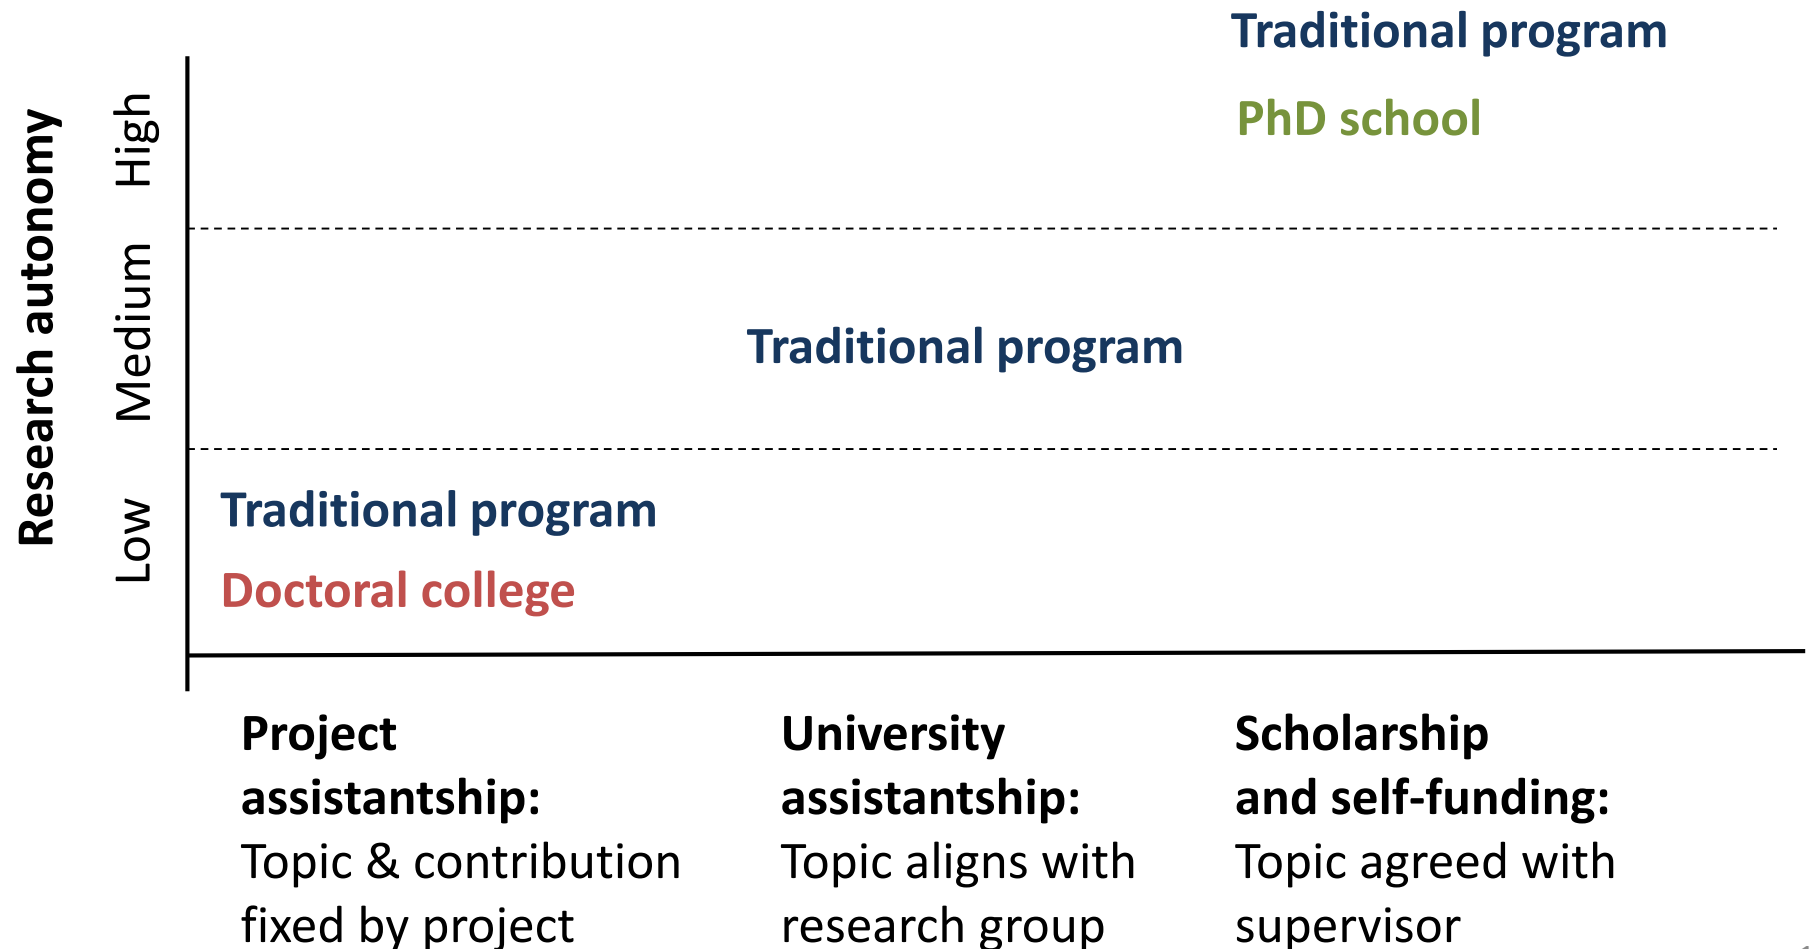 Traditional program
PhD school
Research autonomy
High
Medium
Low
Traditional program
Traditional program
Doctoral college
Project
assistantship:
Topic & contribution
fixed by project
University
assistantship:
Topic aligns with
research group
Scholarship
and self-funding:
Topic agreed with
supervisor